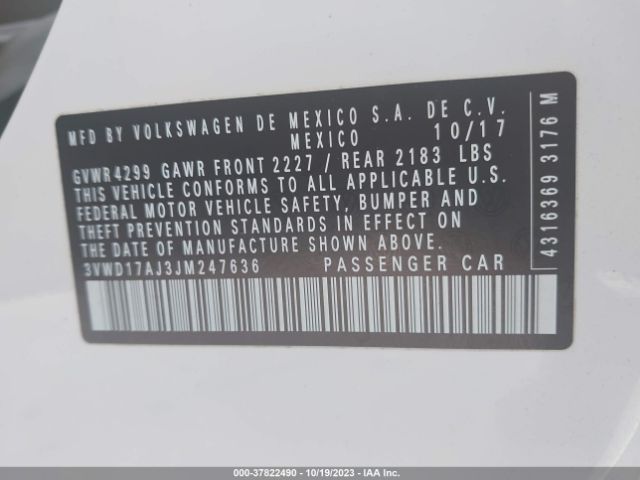 MFD BY VOLKSWAGEN DE MEXICO S.A. DE C.V.
MEXICO 10/17
GVWR 4299 GAWR FRONT 2227 / REAR 2183 LBS
THIS VEHICLE CONFORMS TO ALL APPLICABLE U.S.
FEDERAL MOTOR VEHICLE SAFETY, BUMPER AND
THEFT PREVENTION STANDARDS IN EFFECT ON
THE DATE OF MANUFACTURE SHOWN ABOVE.
3VWD17AJ3JM247636 PASSENGER CAR
4316369 3176 M
000-37822490 - 10/19/2023 - IAA Inc.